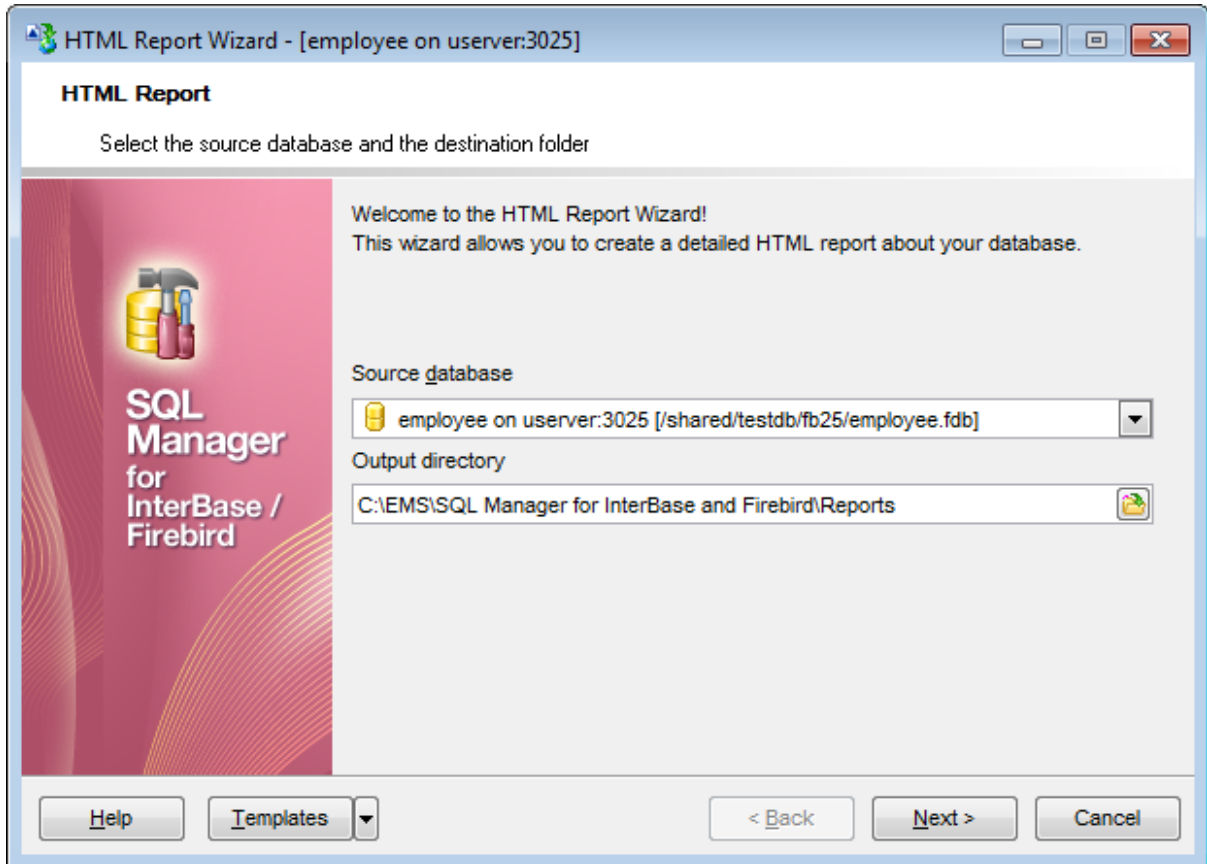 HTML Report Wizard - [employee on userver:3025]
HTML Report
Select the source database and the destination folder
Welcome to the HTML Report Wizard!
This wizard allows you to create a detailed HTML report about your database.
SQL
Manager
for
InterBase /
Firebird
Source database
employee on userver:3025 [/shared/testdb/fb25/employee.fdb]
Output directory
C:\EMS\SQL Manager for InterBase and Firebird\Reports
Help Templates < Back Next > Cancel